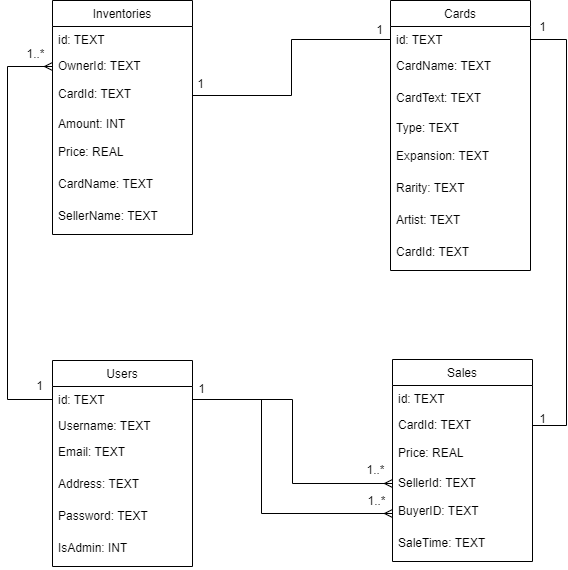 Inventories
id: TEXT
OwnerId: TEXT
CardId: TEXT
Amount: INT
Price: REAL
CardName: TEXT
SellerName: TEXT
1..*
1
1
Cards
id: TEXT
CardName: TEXT
CardText: TEXT
Type: TEXT
Expansion: TEXT
Rarity: TEXT
Artist: TEXT
CardId: TEXT
1
Users
id: TEXT
Username: TEXT
Email: TEXT
Address: TEXT
Password: TEXT
IsAdmin: INT
1
1
1..*
1..*
Sales
id: TEXT
CardId: TEXT
Price: REAL
SellerId: TEXT
BuyerID: TEXT
SaleTime: TEXT
1